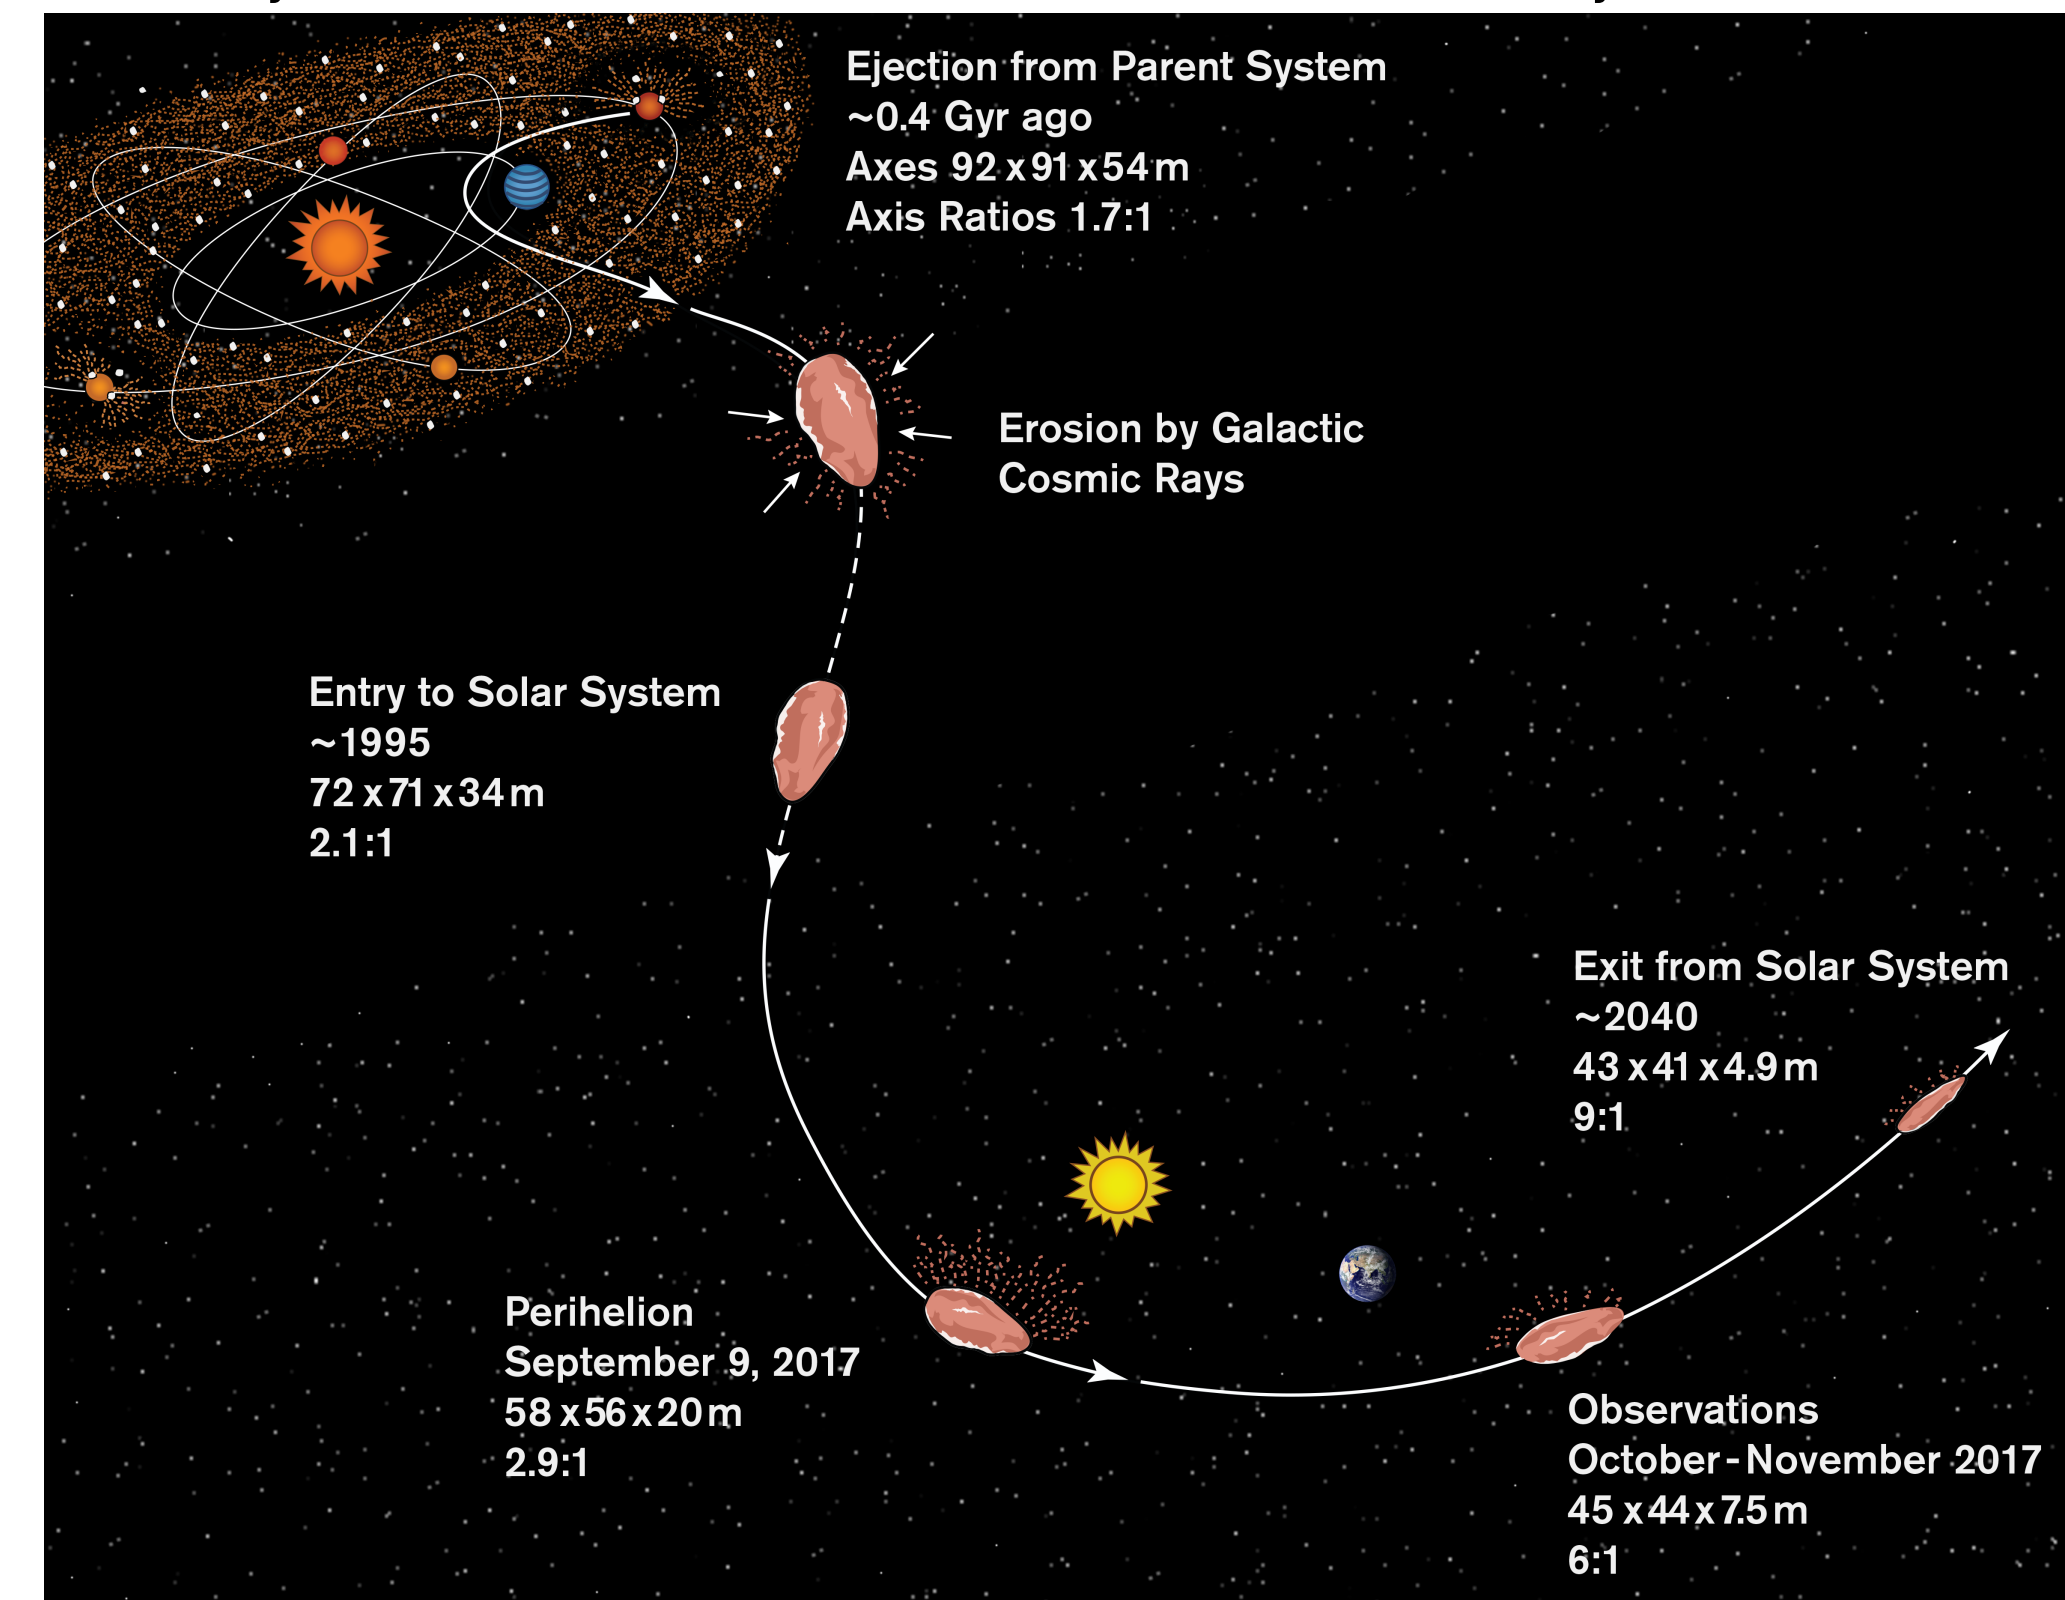 Ejection from Parent System
~0.4 Gyr ago
Axes 92 x 91 x 54 m
Axis Ratios 1.7:1
Erosion by Galactic
Cosmic Rays
Entry to Solar System
~1995
72 x 71 x 34 m
2.1:1
Exit from Solar System
~2040
43 x 41 x 4.9 m
9:1
Perihelion
September 9, 2017
58 x 56 x 20 m
2.9:1
Observations
October - November 2017
45 x 44 x 7.5 m
6:1